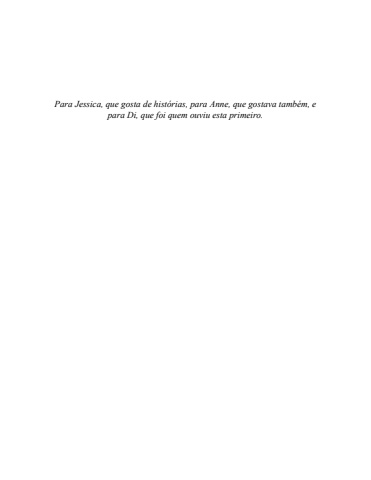 Para Jessica, que gosta de histórias, para Anne, que gostava também, e
para Di, que foi quem ouviu esta primeiro.